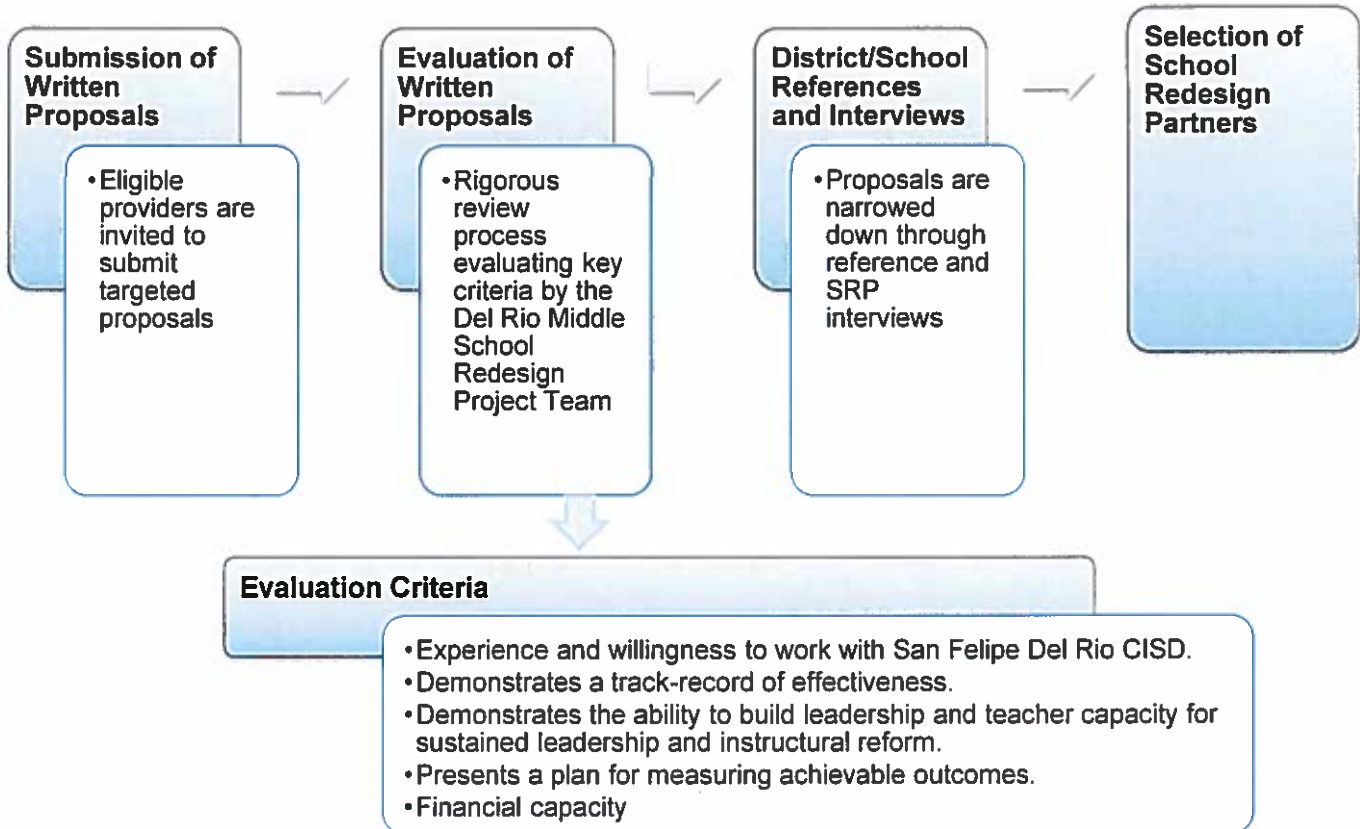 Submission of
Written
Proposals
•Eligible
providers are
invited to
submit
targeted
proposals
Evaluation of
Written
Proposals
•Rigorous
review
process
evaluating key
criteria by the
Del Rio Middle
School
Redesign
Project Team
District/School
References
and Interviews
•Proposals are
narrowed
down through
reference and
SRP
interviews
Selection of
School
Redesign
Partners
Evaluation Criteria
•Experience and willingness to work with San Felipe Del Rio CISD.
•Demonstrates a track-record of effectiveness.
•Demonstrates the ability to build leadership and teacher capacity for
sustained leadership and instructural reform.
•Presents a plan for measuring achievable outcomes.
•Financial capacity